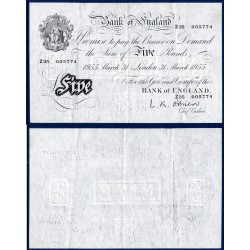 Bank of England
Z35 005774
Promise to pay the Bearer on Demand
the Sum of Five Pounds
1955 March 31 London 31 March 1955
For the Govr. and Compa. of the
BANK of ENGLAND.
Z35 005774
Five
L.K. O'Brien
Chief Cashier